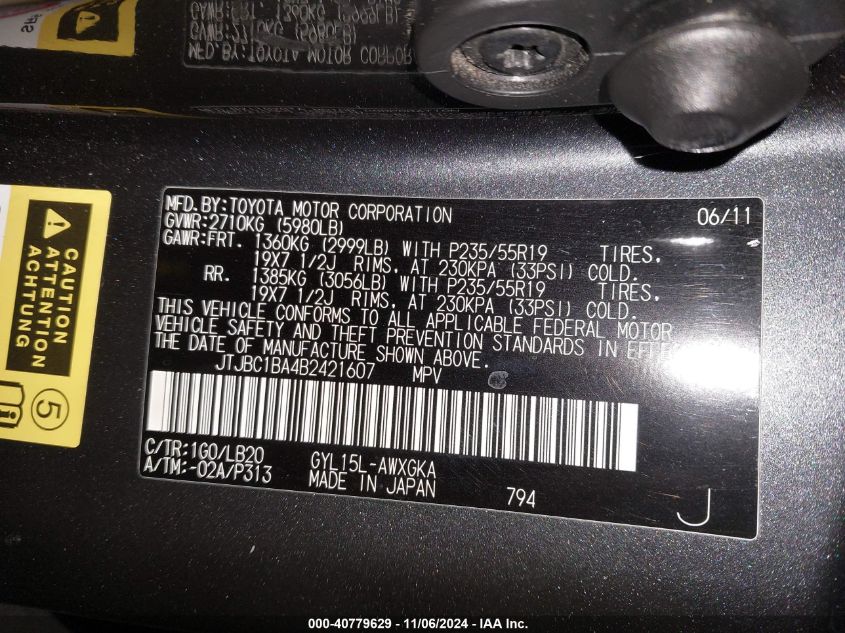 MFD.BY:TOYOTA MOTOR CORPORATION 06/11
GVWR:2710KG (5980LB)
GAWR:FRT. 1360KG (2999LB) WITH P235/55R19 TIRES.
19X7 1/2J RIMS. AT 230KPA (33PSI) COLD.
RR. 1385KG (3056LB) WITH P235/55R19 TIRES.
19X7 1/2J RIMS. AT 230KPA (33PSI) COLD.
THIS VEHICLE CONFORMS TO ALL APPLICABLE FEDERAL MOTOR
VEHICLE SAFETY AND THEFT PREVENTION STANDARDS IN EFFECT
THE DATE OF MANUFACTURE SHOWN ABOVE.
JTJBC1BA4B2421607 MPV
C/TR:1G0/LB20 GYL15L-AWXGKA
A/TM:-02A/P313 MADE IN JAPAN 794
J
CAUTION
ATTENTION
ACHTUNG
5
000-40779629 - 11/06/2024 - IAA Inc.